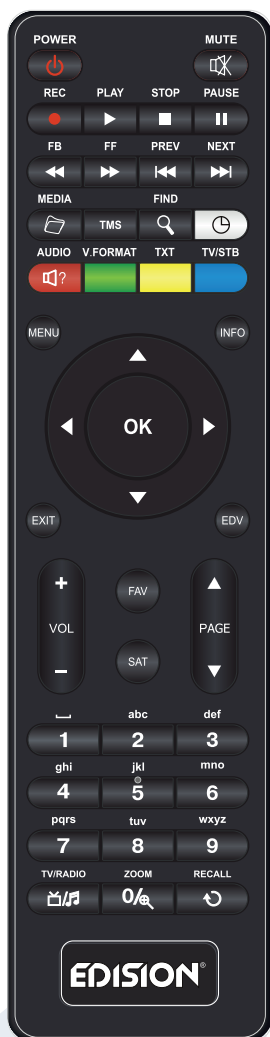 POWER MUTE
REC PLAY STOP PAUSE
FB FF PREV NEXT
MEDIA FIND
TMS
AUDIO V.FORMAT TXT TV/STB
?
MENU INFO
OK
EXIT EDV
+
FAV
VOL PAGE
SAT
−
abc def
1 2 3
ghi jkl mno
4 5 6
pqrs tuv wxyz
7 8 9
TV/RADIO ZOOM RECALL
/ 0/
EDISION®